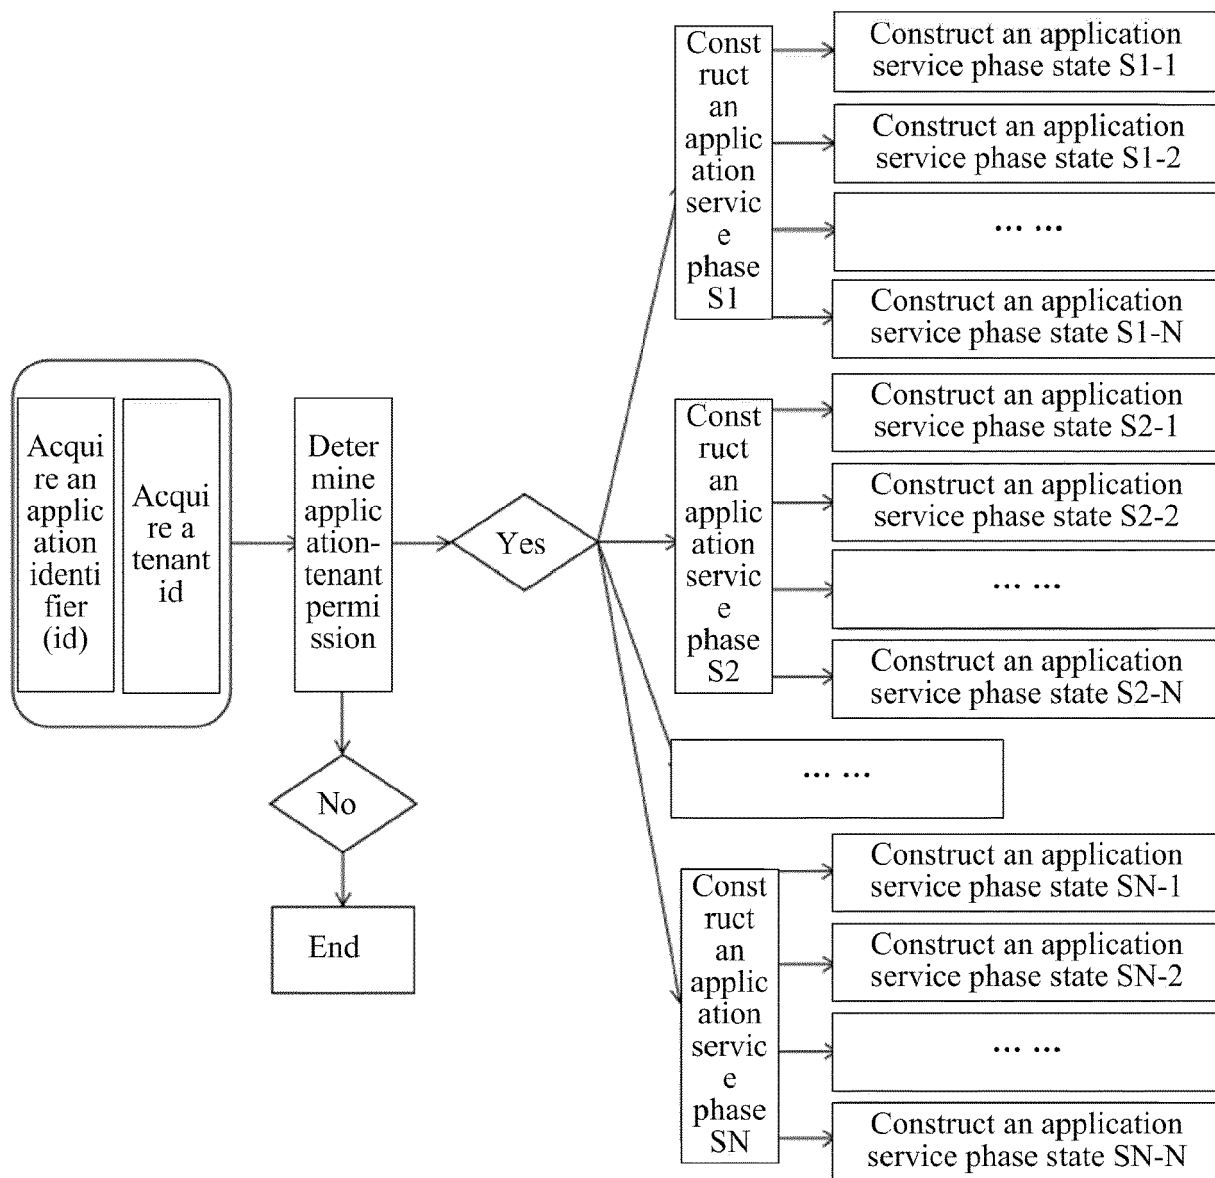 Acqui
re an
applic
ation
identi
fier
(id)
Acqui
re a
tenant
id
Deter
mine
applic
ation-
tenant
permi
ssion
No
End
Yes
Const
ruct
an
applic
ation
servic
e
phase
S1
Construct an application
service phase state S1-1
Construct an application
service phase state S1-2
... ...
Construct an application
service phase state S1-N
Const
ruct
an
applic
ation
servic
e
phase
S2
Construct an application
service phase state S2-1
Construct an application
service phase state S2-2
... ...
Construct an application
service phase state S2-N
... ...
Const
ruct
an
applic
ation
servic
e
phase
SN
Construct an application
service phase state SN-1
Construct an application
service phase state SN-2
... ...
Construct an application
service phase state SN-N